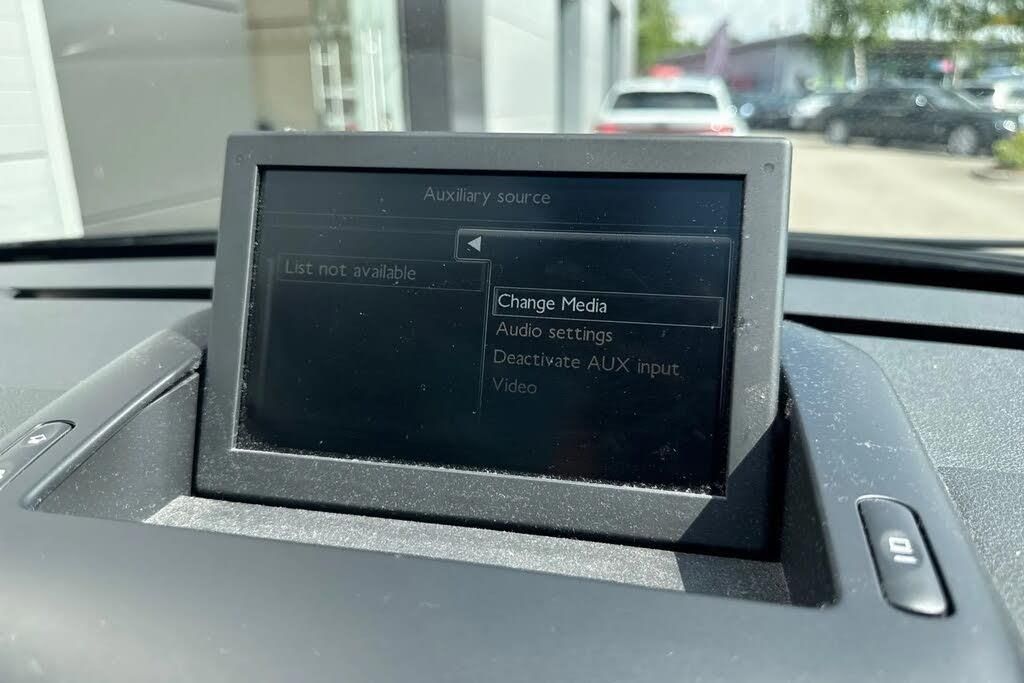 Auxiliary source
List not available
Change Media
Audio settings
Deactivate AUX input
Video